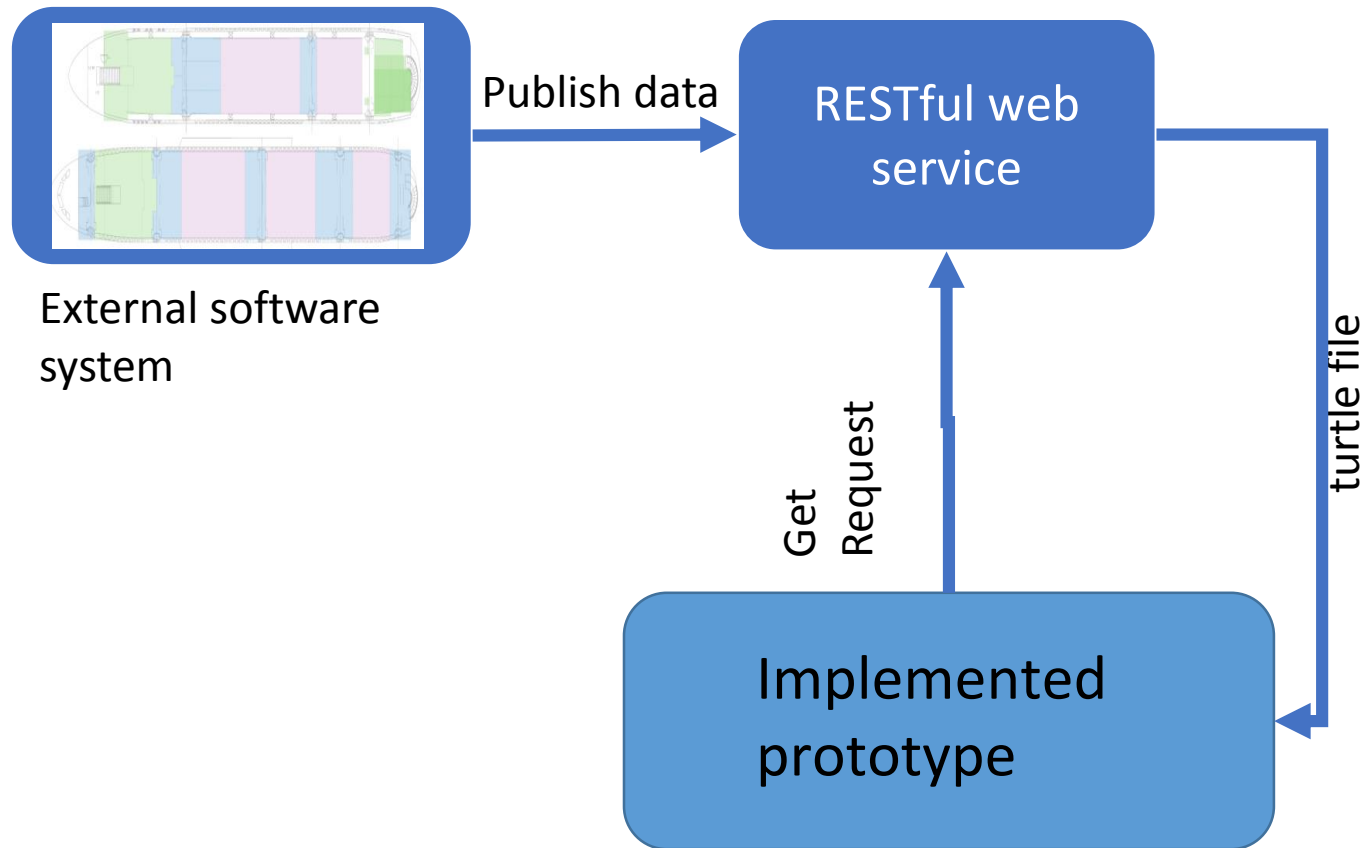 Publish data
RESTful web
service
External software
system
turtle file
Get
Request
Implemented
prototype